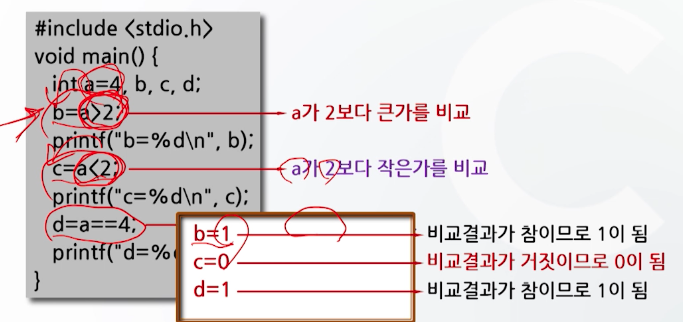 #include <stdio.h>
void main() {
int a=4, b, c, d;
b=a>2;
a가 2보다 큰가를 비교
printf("b=%d\n", b);
c=a<2;
a가 2보다 작은가를 비교
printf("c=%d\n", c);
d=a==4;
printf("d=%
}
b=1
비교결과가 참이므로 1이 됨
c=0
비교결과가 거짓이므로 0이 됨
d=1
비교결과가 참이므로 1이 됨